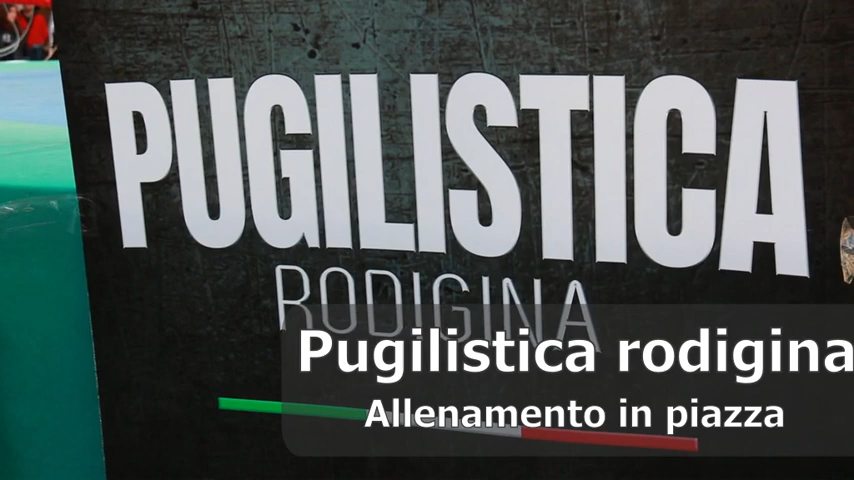 PUGILISTICA
RODIGINA
Pugilistica rodigina
Allenamento in piazza